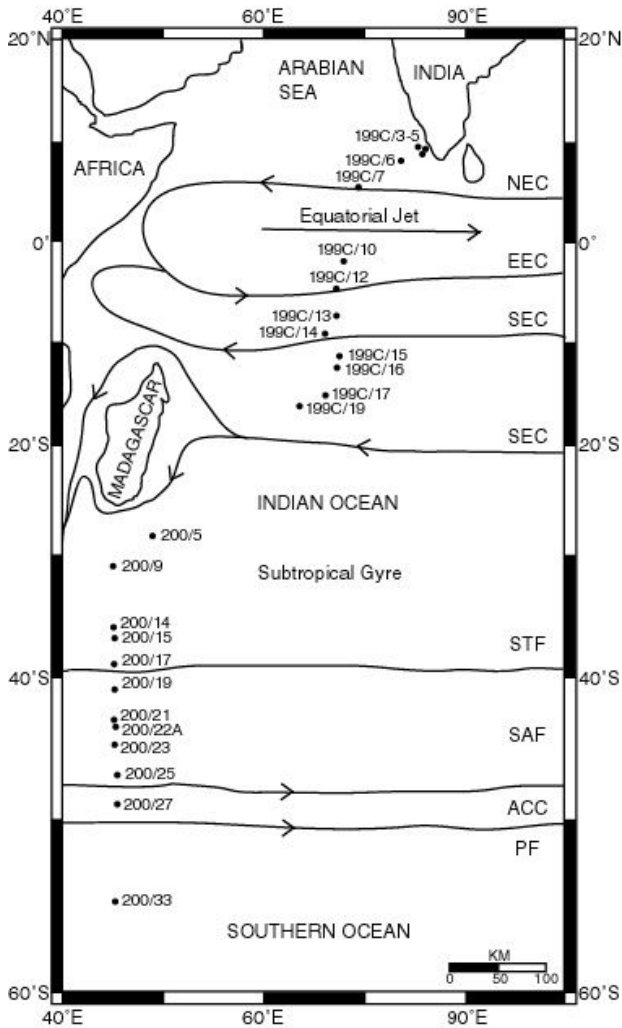 40˚E 60˚E 90˚E
20˚N 20˚N
ARABIAN
SEA
INDIA
AFRICA
199C/3-5
199C/6
199C/7
NEC
Equatorial Jet
0˚ 0˚
199C/10
EEC
199C/12
199C/13
SEC
199C/14
199C/15
199C/16
199C/17
199C/19
MADAGASCAR
20˚S 20˚S
SEC
INDIAN OCEAN
200/5
200/9
Subtropical Gyre
200/14
200/15
STF
200/17
40˚S 40˚S
200/19
200/21
200/22A
SAF
200/23
200/25
ACC
200/27
PF
200/33
SOUTHERN OCEAN
KM
0 50 100
60˚S 60˚S
40˚E 60˚E 90˚E